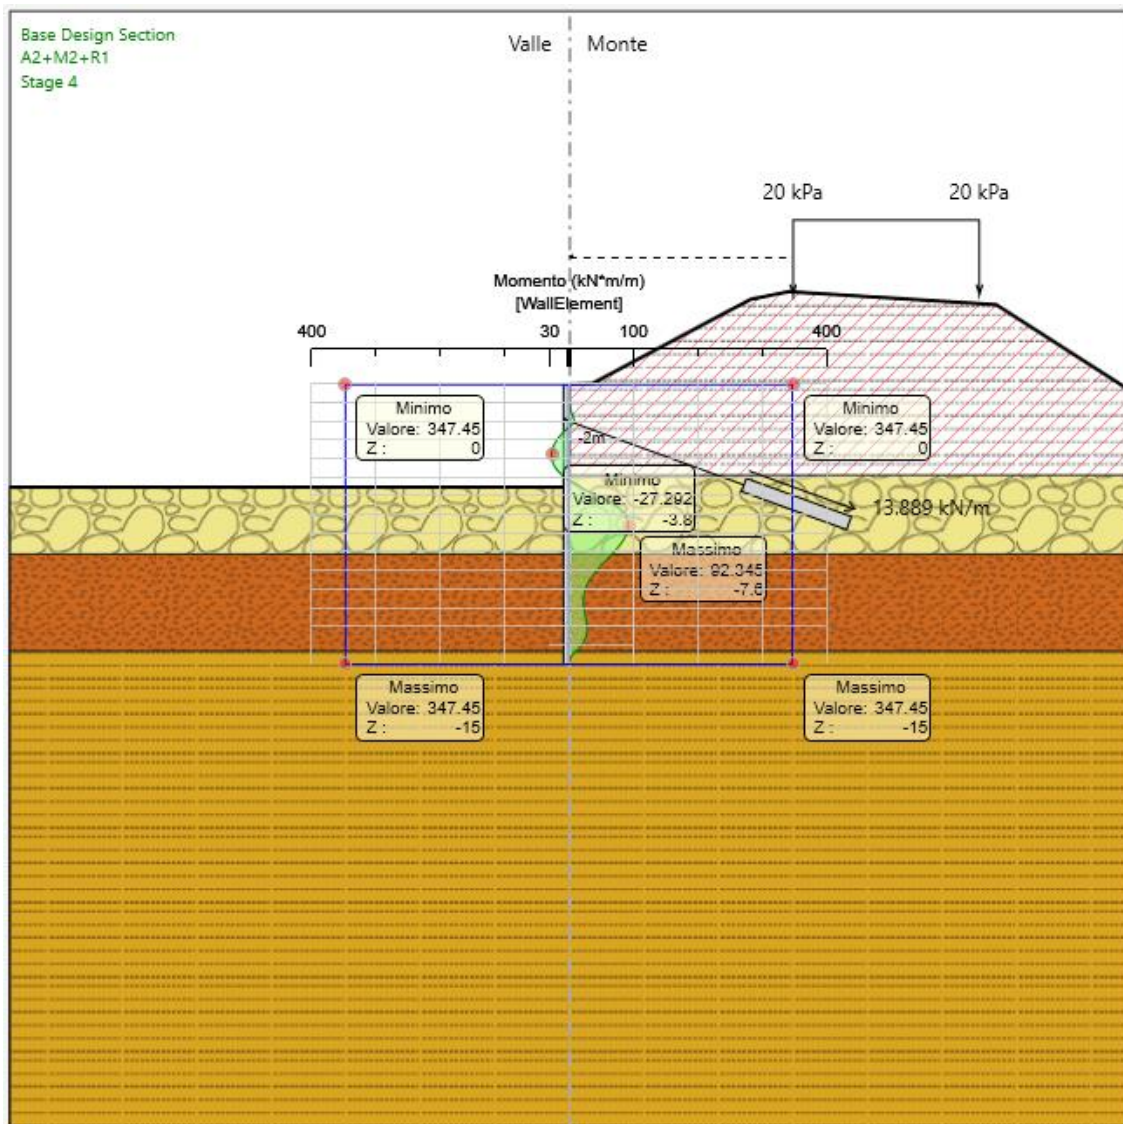 Base Design Section
A2+M2+R1
Stage 4
Valle
Monte
20 kPa
20 kPa
Momento (kN*m/m)
[WallElement]
400
30
100
400
Minimo
Valore: 347.45
Z : 0
Minimo
Valore: 347.45
Z : 0
-2m
Minimo
Valore: -27.292
Z : -3.8
13.889 kN/m
Massimo
Valore: 92.345
Z : -7.6
Massimo
Valore: 347.45
Z : -15
Massimo
Valore: 347.45
Z : -15